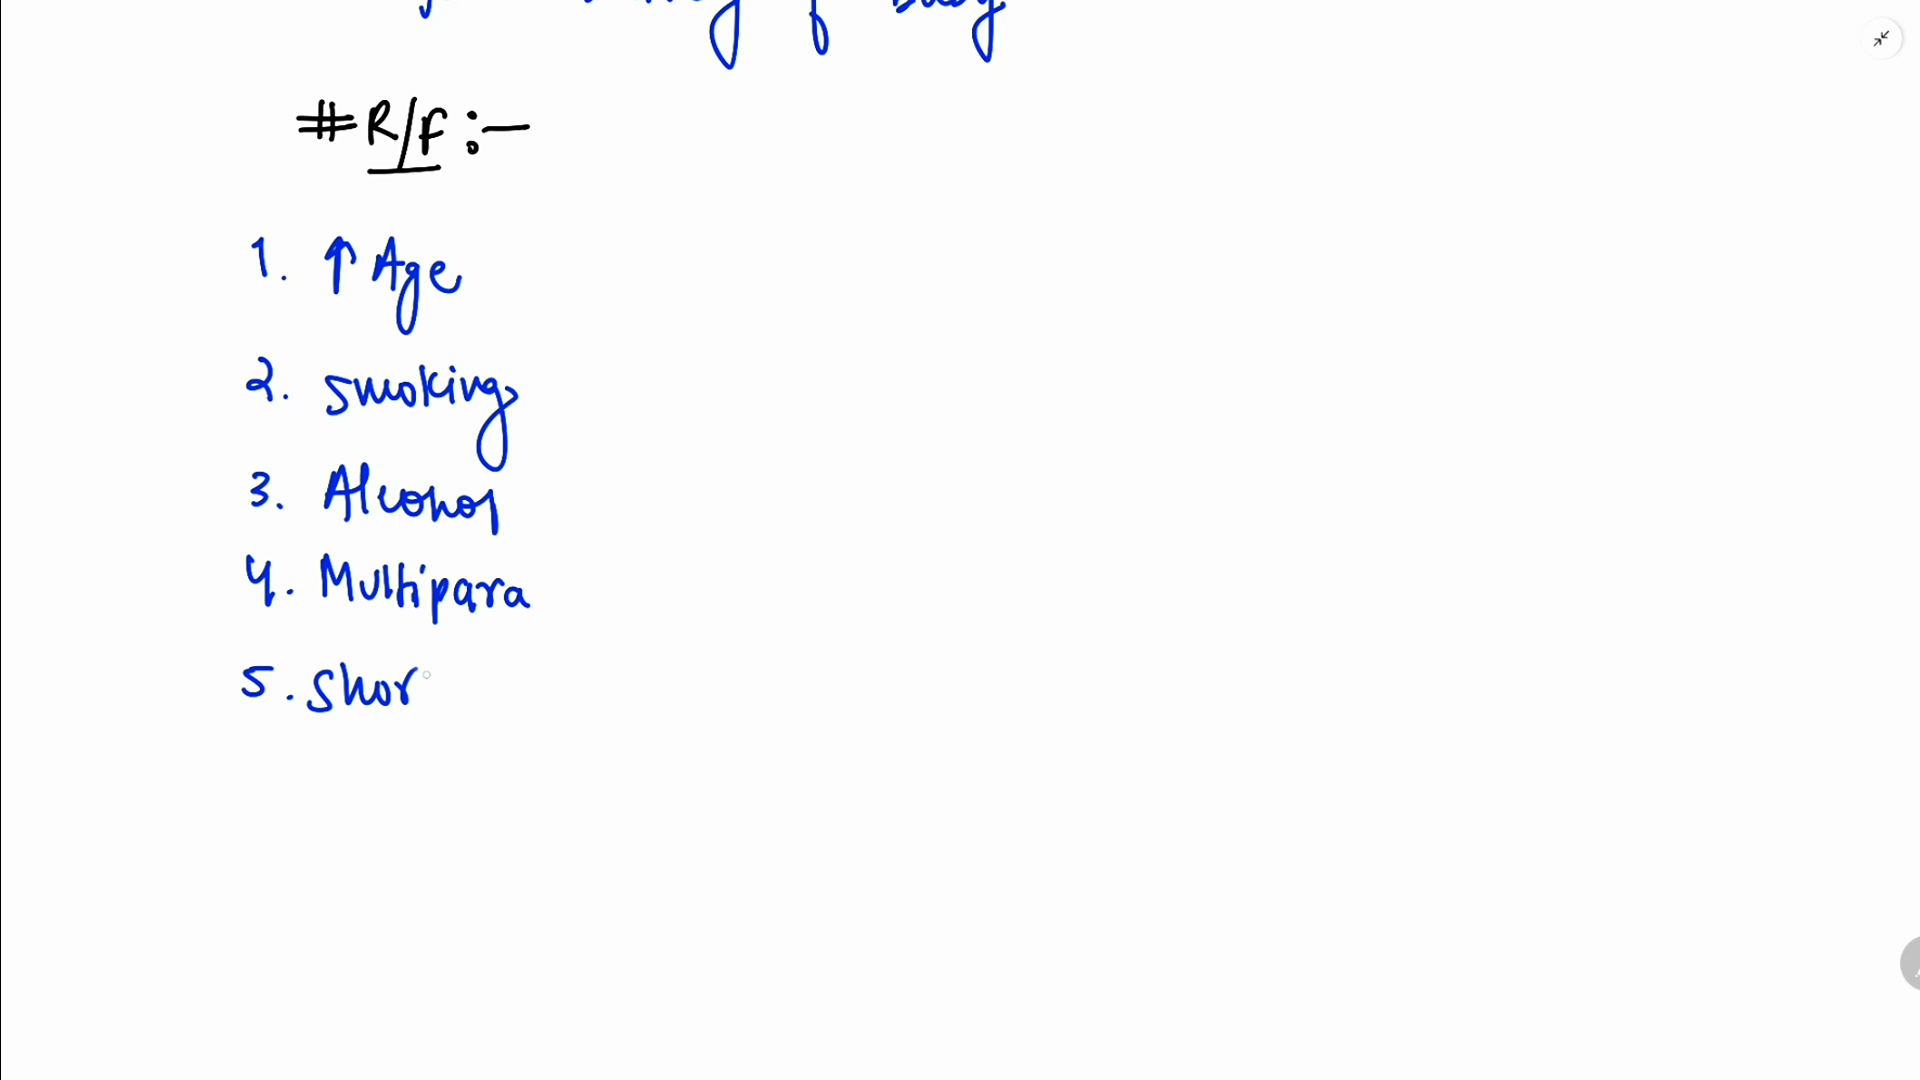 # R/F :-
1. ↑ Age
2. Smoking
3. Alcohol
4. Multipara
5. Shor